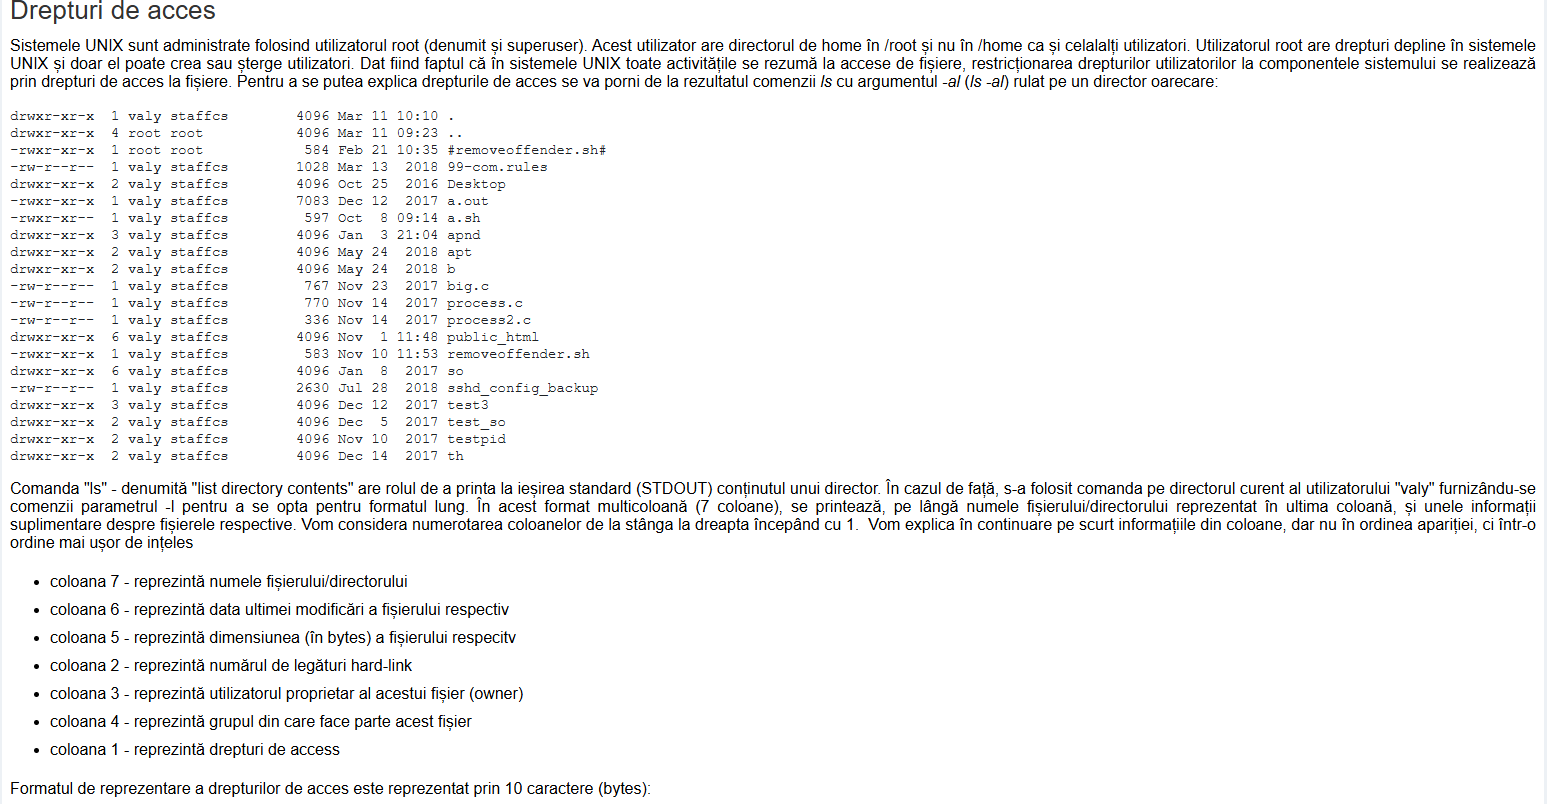 Drepturi de acces
Sistemele UNIX sunt administrate folosind utilizatorul root (denumit și superuser). Acest utilizator are directorul de home în /root și nu în /home ca și celalalți utilizatori. Utilizatorul root are drepturi depline în sistemele
UNIX și doar el poate crea sau șterge utilizatori. Dat fiind faptul că în sistemele UNIX toate activitățile se rezumă la accese de fișiere, restricționarea drepturilor utilizatorilor la componentele sistemului se realizează
prin drepturi de acces la fișiere. Pentru a se putea explica drepturile de acces se va porni de la rezultatul comenzii ls cu argumentul -al (ls -al) rulat pe un director oarecare:
drwxr-xr-x  1 valy staffcs        4096 Mar 11 10:10 .
drwxr-xr-x  4 root root           4096 Mar 11 09:23 ..
-rwxr-xr-x  1 root root            584 Feb 21 10:35 #removeoffender.sh#
-rw-r--r--  1 valy staffcs        1028 Mar 13  2018 99-com.rules
drwxr-xr-x  2 valy staffcs        4096 Oct 25  2016 Desktop
-rwxr-xr-x  1 valy staffcs        7083 Dec 12  2017 a.out
-rwxr-xr--  1 valy staffcs         597 Oct  8 09:14 a.sh
drwxr-xr-x  3 valy staffcs        4096 Jan  3 21:04 apnd
drwxr-xr-x  2 valy staffcs        4096 May 24  2018 apt
drwxr-xr-x  2 valy staffcs        4096 May 24  2018 b
-rw-r--r--  1 valy staffcs         767 Nov 23  2017 big.c
-rw-r--r--  1 valy staffcs         770 Nov 14  2017 process.c
-rw-r--r--  1 valy staffcs         336 Nov 14  2017 process2.c
drwxr-xr-x  6 valy staffcs        4096 Nov  1 11:48 public_html
-rwxr-xr-x  1 valy staffcs         583 Nov 10 11:53 removeoffender.sh
drwxr-xr-x  6 valy staffcs        4096 Jan  8  2017 so
-rw-r--r--  1 valy staffcs        2630 Jul 28  2018 sshd_config_backup
drwxr-xr-x  3 valy staffcs        4096 Dec 12  2017 test3
drwxr-xr-x  2 valy staffcs        4096 Dec  5  2017 test_so
drwxr-xr-x  2 valy staffcs        4096 Nov 10  2017 testpid
drwxr-xr-x  2 valy staffcs        4096 Dec 14  2017 th
Comanda "ls" - denumită "list directory contents" are rolul de a printa la ieșirea standard (STDOUT) conținutul unui director. În cazul de față, s-a folosit comanda pe directorul curent al utilizatorului "valy" furnizându-se
comenzii parametrul -l pentru a se opta pentru formatul lung. În acest format multicoloană (7 coloane), se printează, pe lângă numele fișierului/directorului reprezentat în ultima coloană, și unele informații
suplimentare despre fișierele respective. Vom considera numerotarea coloanelor de la stânga la dreapta începând cu 1.  Vom explica în continuare pe scurt informațiile din coloane, dar nu în ordinea apariției, ci într-o
ordine mai ușor de ințeles
• coloana 7 - reprezintă numele fișierului/directorului
• coloana 6 - reprezintă data ultimei modificări a fișierului respectiv
• coloana 5 - reprezintă dimensiunea (în bytes) a fișierului respecitv
• coloana 2 - reprezintă numărul de legături hard-link
• coloana 3 - reprezintă utilizatorul proprietar al acestui fișier (owner)
• coloana 4 - reprezintă grupul din care face parte acest fișier
• coloana 1 - reprezintă drepturi de access
Formatul de reprezentare a drepturilor de acces este reprezentat prin 10 caractere (bytes):